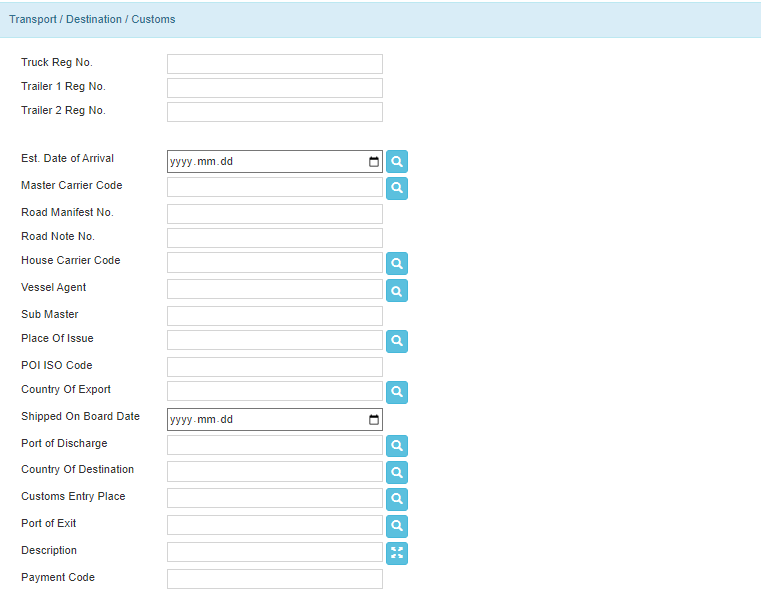 Transport / Destination / Customs
Truck Reg No.
Trailer 1 Reg No.
Trailer 2 Reg No.
Est. Date of Arrival yyyy.mm.dd
Master Carrier Code
Road Manifest No.
Road Note No.
House Carrier Code
Vessel Agent
Sub Master
Place Of Issue
POI ISO Code
Country Of Export
Shipped On Board Date yyyy.mm.dd
Port of Discharge
Country Of Destination
Customs Entry Place
Port of Exit
Description
Payment Code